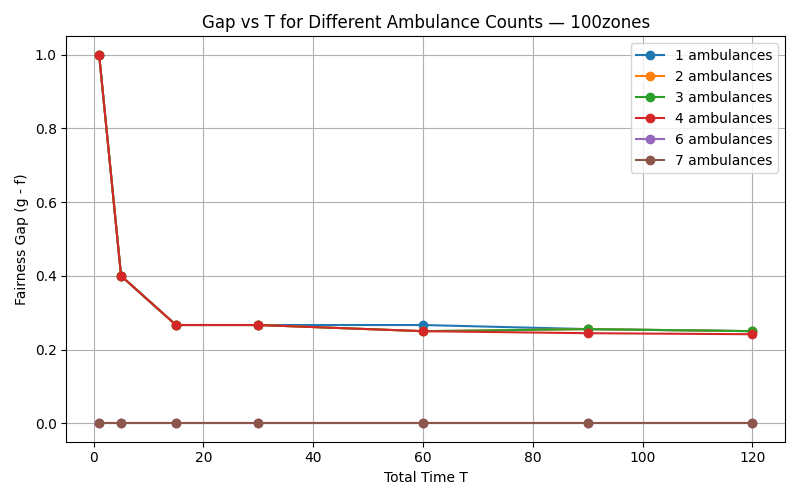 Gap vs T for Different Ambulance Counts — 100zones
1 ambulances
2 ambulances
3 ambulances
4 ambulances
6 ambulances
7 ambulances
Fairness Gap (g - f)
1.0
0.8
0.6
0.4
0.2
0.0
0 20 40 60 80 100 120
Total Time T